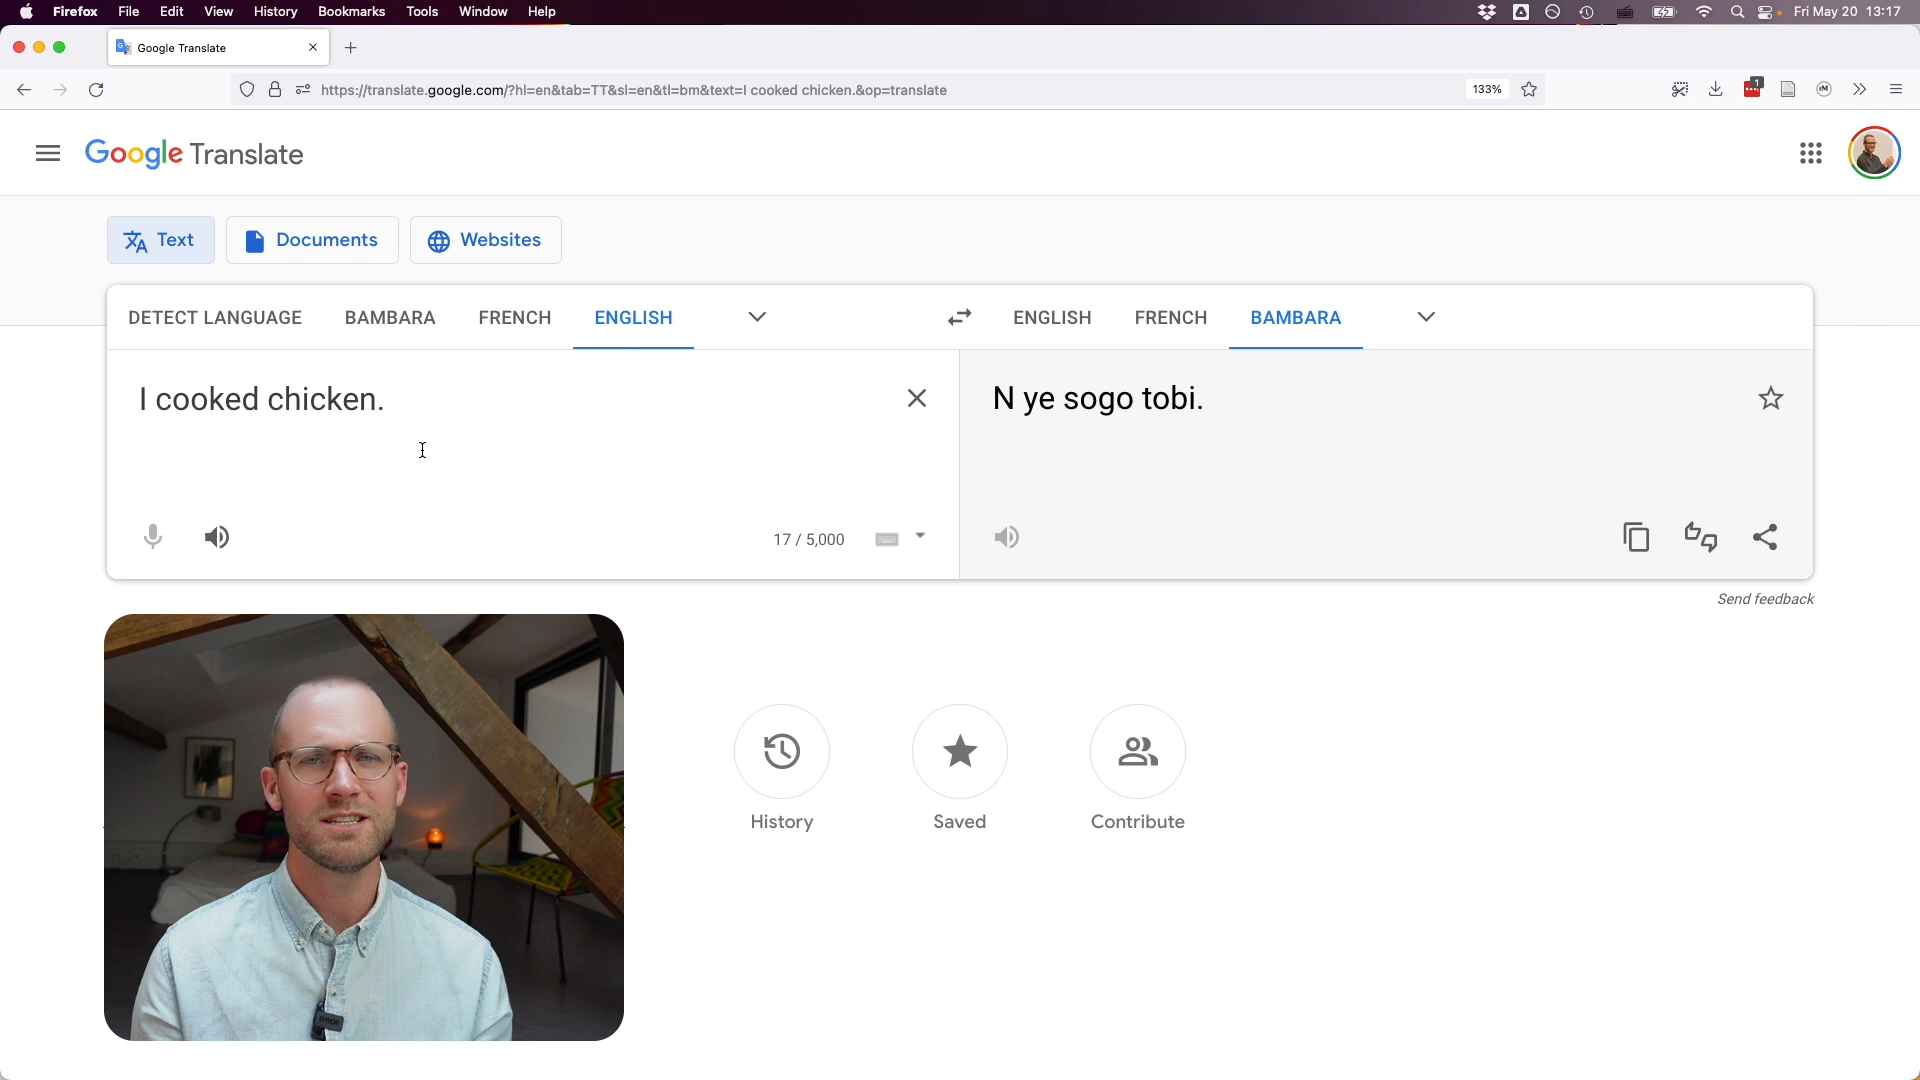 Firefox File Edit View History Bookmarks Tools Window Help Fri May 20 13:17
Google Translate
https://translate.google.com/?hl=en&tab=TT&sl=en&tl=bm&text=I cooked chicken.&op=translate 133% 1
Google Translate
Text Documents Websites
DETECT LANGUAGE BAMBARA FRENCH ENGLISH ENGLISH FRENCH BAMBARA
I cooked chicken. N ye sogo tobi.
17 / 5,000
Send feedback
History Saved Contribute